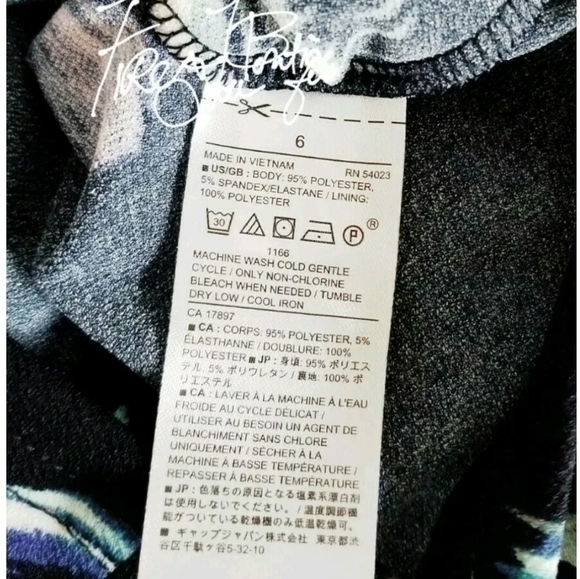 6
MADE IN VIETNAM RN 54023
■ US/GB : BODY: 95% POLYESTER,
5% SPANDEX/ELASTANE / LINING:
100% POLYESTER
30 P ®
1166
MACHINE WASH COLD GENTLE
CYCLE / ONLY NON-CHLORINE
BLEACH WHEN NEEDED / TUMBLE
DRY LOW / COOL IRON
CA 17897
■ CA : CORPS: 95% POLYESTER, 5%
ÉLASTHANNE / DOUBLURE: 100%
POLYESTER ■ JP : 身頃: 95% ポリエス
テル, 5% ポリウレタン / 裏地: 100% ポ
リエステル
■ CA : LAVER À LA MACHINE À L'EAU
FROIDE AU CYCLE DÉLICAT /
UTILISER AU BESOIN UN AGENT DE
BLANCHIMENT SANS CHLORE
UNIQUEMENT / SÉCHER À LA
MACHINE À BASSE TEMPÉRATURE /
REPASSER À BASSE TEMPÉRATURE
■ JP : 色落ちの原因となる塩素系漂白剤
は使用しないでください。 / 温度調節機
能がついている乾燥機のみ低温乾燥可。
■ ギャップジャパン株式会社 東京都渋
谷区千駄ヶ谷5-32-10